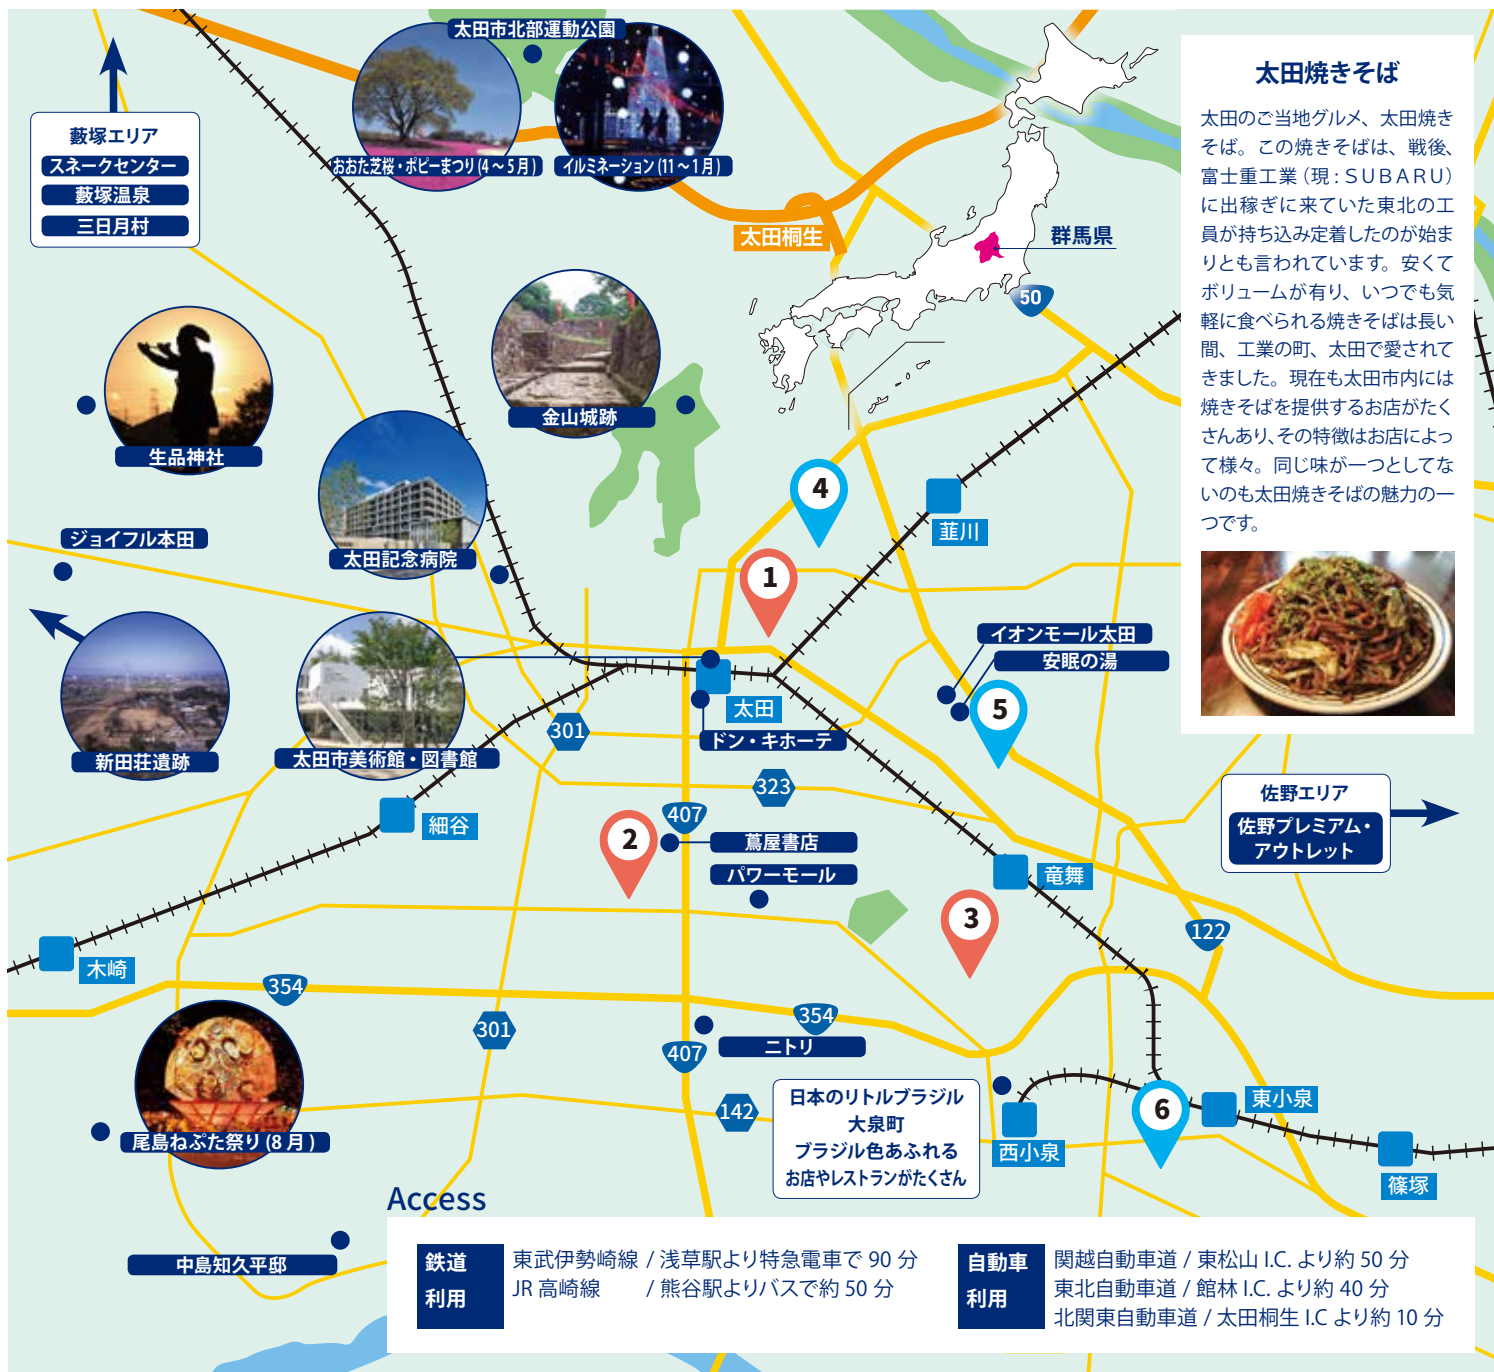 太田市北部運動公園
おおた芝桜・ポピーまつり(4～5月)
イルミネーション(11～1月)
藪塚エリア
スネークセンター
藪塚温泉
三日月村
太田桐生
群馬県
50
太田焼きそば
太田のご当地グルメ、太田焼き
そば。この焼きそばは、戦後、
富士重工業(現:SUBARU)
に出稼ぎに来ていた東北の工
員が持ち込み定着したのが始ま
りとも言われています。安くて
ボリュームが有り、いつでも気
軽に食べられる焼きそばは長い
間、工業の町、太田で愛されて
きました。現在も太田市内には
焼きそばを提供するお店がたく
さんあり、その特徴はお店によっ
て様々。同じ味が一つとしてな
いのも太田焼きそばの魅力の一
つです。
生品神社
金山城跡
ジョイフル本田
太田記念病院
4
韮川
1
イオンモール太田
安眠の湯
5
太田
ドン・キホーテ
301
新田荘遺跡
太田市美術館・図書館
323
佐野エリア
佐野プレミアム・
アウトレット
細谷
407
2
蔦屋書店
パワーモール
竜舞
3
122
木崎
354
301
354
407
ニトリ
142
日本のリトルブラジル
大泉町
ブラジル色あふれる
お店やレストランがたくさん
6
東小泉
西小泉
篠塚
尾島ねぷた祭り(8月)
中島知久平邸
Access
鉄道
利用
東武伊勢崎線 / 浅草駅より特急電車で 90 分
JR 高崎線 / 熊谷駅よりバスで約 50 分
自動車
利用
関越自動車道 / 東松山 I.C. より約 50 分
東北自動車道 / 館林 I.C. より約 40 分
北関東自動車道 / 太田桐生 I.C より約 10 分